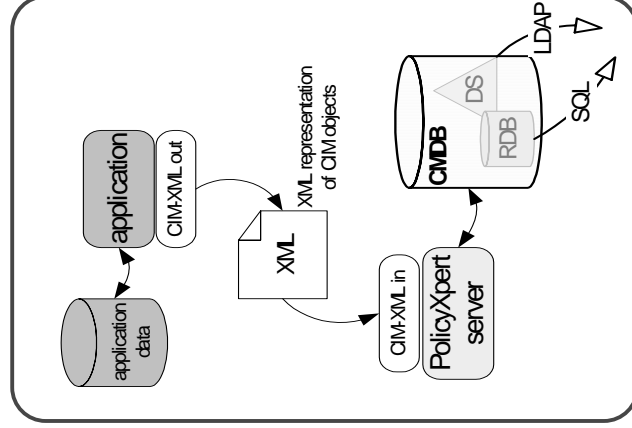 application
data
application
CIM-XML out
XML
XML representation
of CIM objects
CIM-XML in
PolicyXpert
server
CMDB
RDB
DS
SQL
LDAP